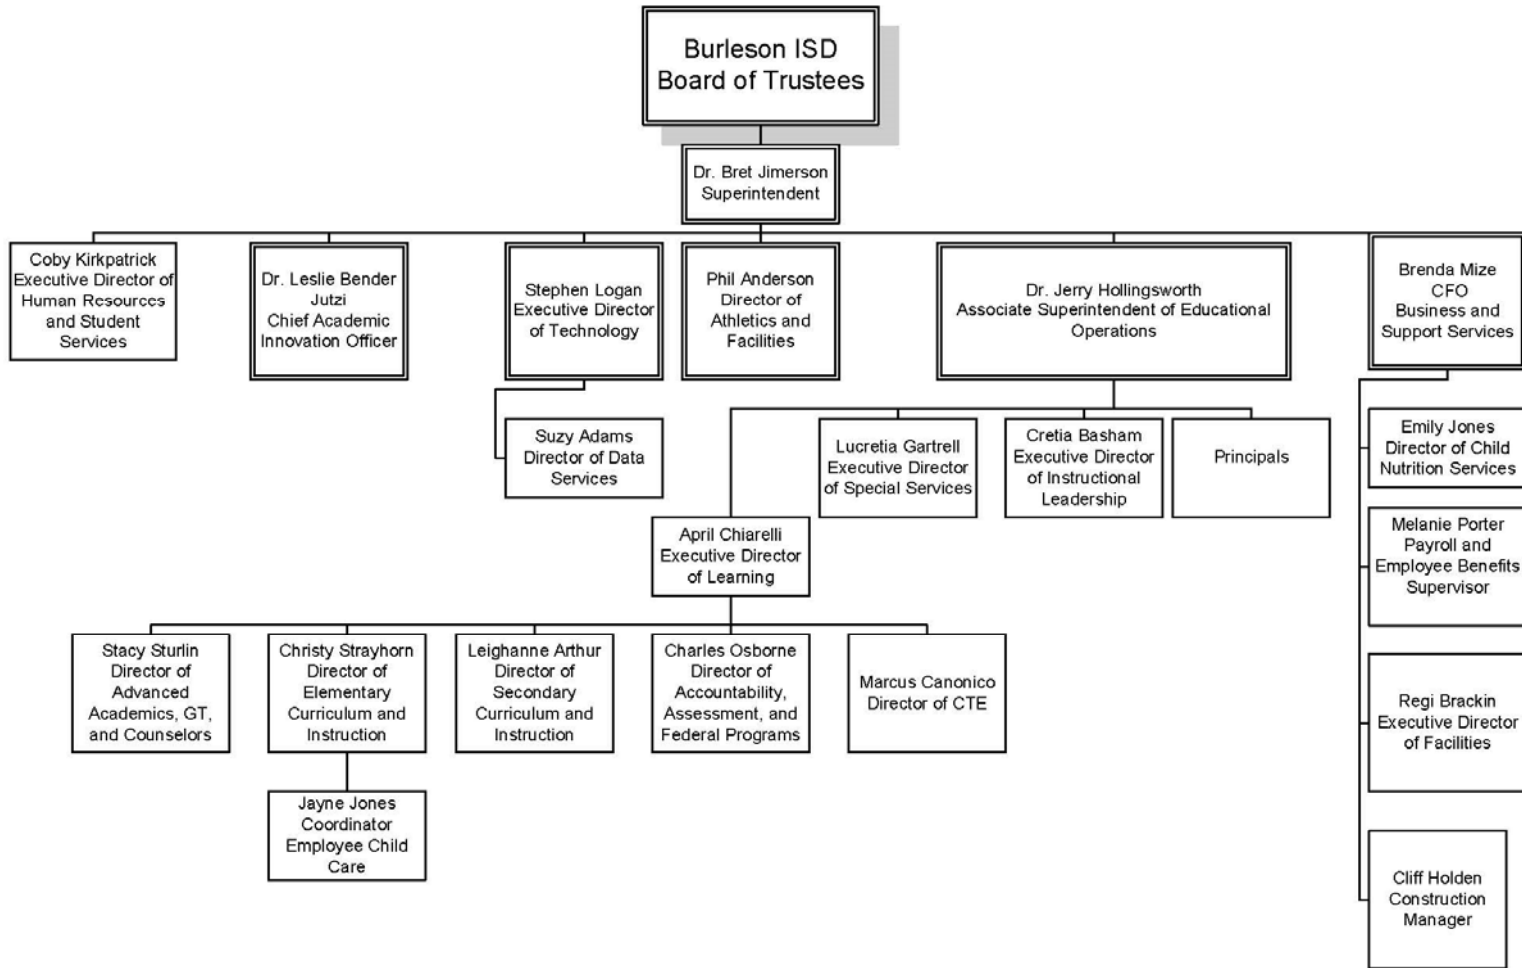 Burleson ISD
Board of Trustees
Dr. Bret Jimerson
Superintendent
Coby Kirkpatrick
Executive Director of
Human Resources
and Student
Services
Dr. Leslie Bender
Jutzi
Chief Academic
Innovation Officer
Stephen Logan
Executive Director
of Technology
Phil Anderson
Director of
Athletics and
Facilities
Dr. Jerry Hollingsworth
Associate Superintendent of Educational
Operations
Brenda Mize
CFO
Business and
Support Services
Suzy Adams
Director of Data
Services
Lucretia Gartrell
Executive Director
of Special Services
Cretia Basham
Executive Director
of Instructional
Leadership
Principals
Emily Jones
Director of Child
Nutrition Services
April Chiarelli
Executive Director
of Learning
Melanie Porter
Payroll and
Employee Benefits
Supervisor
Stacy Sturlin
Director of
Advanced
Academics, GT,
and Counselors
Christy Strayhorn
Director of
Elementary
Curriculum and
Instruction
Leighanne Arthur
Director of
Secondary
Curriculum and
Instruction
Charles Osborne
Director of
Accountability,
Assessment, and
Federal Programs
Marcus Canonico
Director of CTE
Regi Brackin
Executive Director
of Facilities
Jayne Jones
Coordinator
Employee Child
Care
Cliff Holden
Construction
Manager